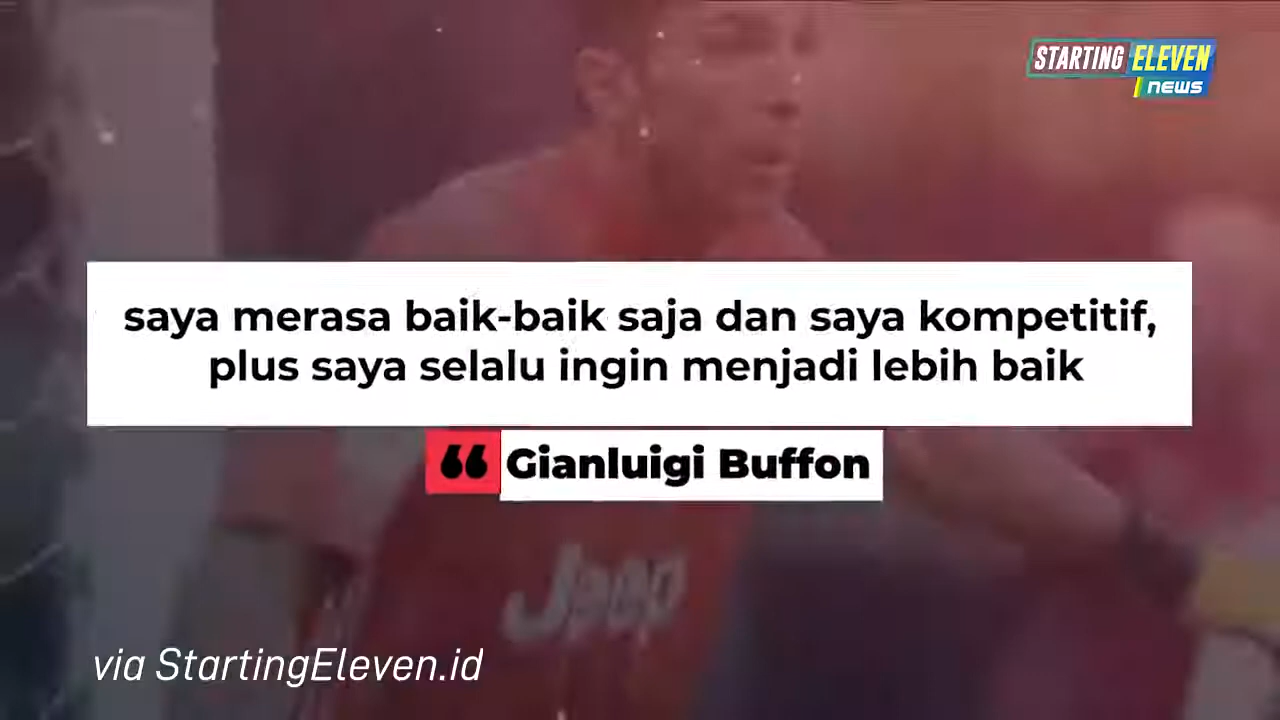 STARTING ELEVEN
news
saya merasa baik-baik saja dan saya kompetitif,
plus saya selalu ingin menjadi lebih baik
❝ Gianluigi Buffon
Jeep
via StartingEleven.id